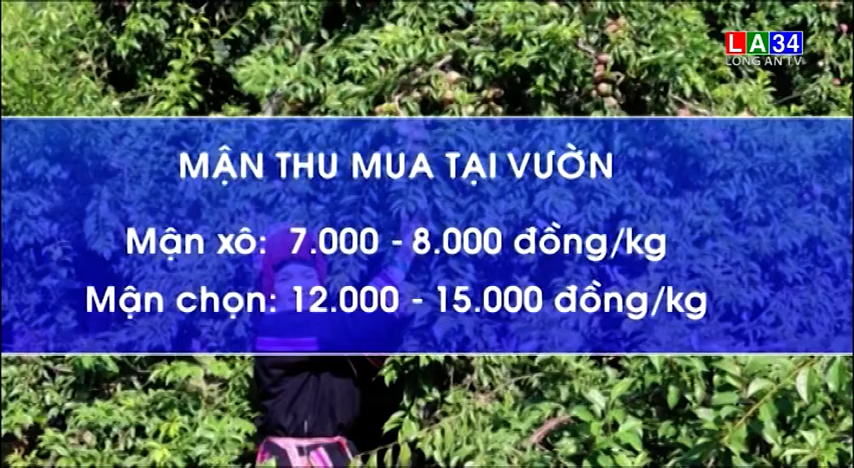 LA34
LONG AN TV
MẬN THU MUA TẠI VƯỜN
Mận xô: 7.000 - 8.000 đồng/kg
Mận chọn: 12.000 - 15.000 đồng/kg